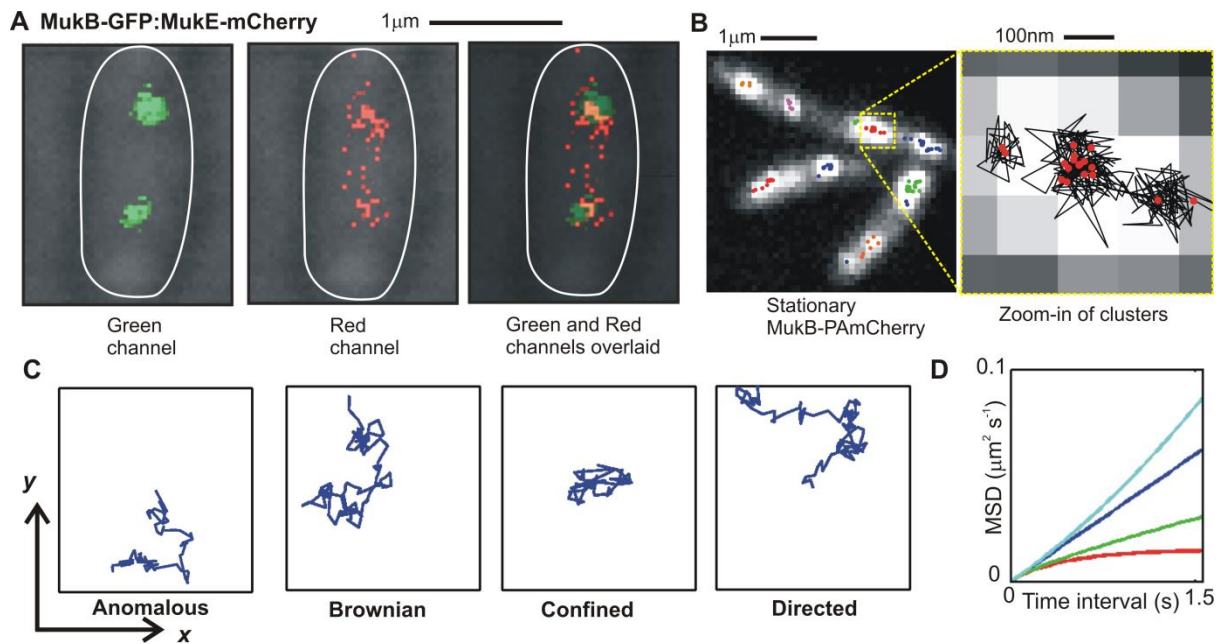 A MukB-GFP:MukE-mCherry
1µm
Green
channel
Red
channel
Green and Red
channels overlaid
B
1µm
100nm
Stationary
MukB-PAmCherry
Zoom-in of clusters
C
y
x
Anomalous
Brownian
Confined
Directed
D
0.1
MSD (µm² s⁻¹)
0
0
Time interval (s)
1.5